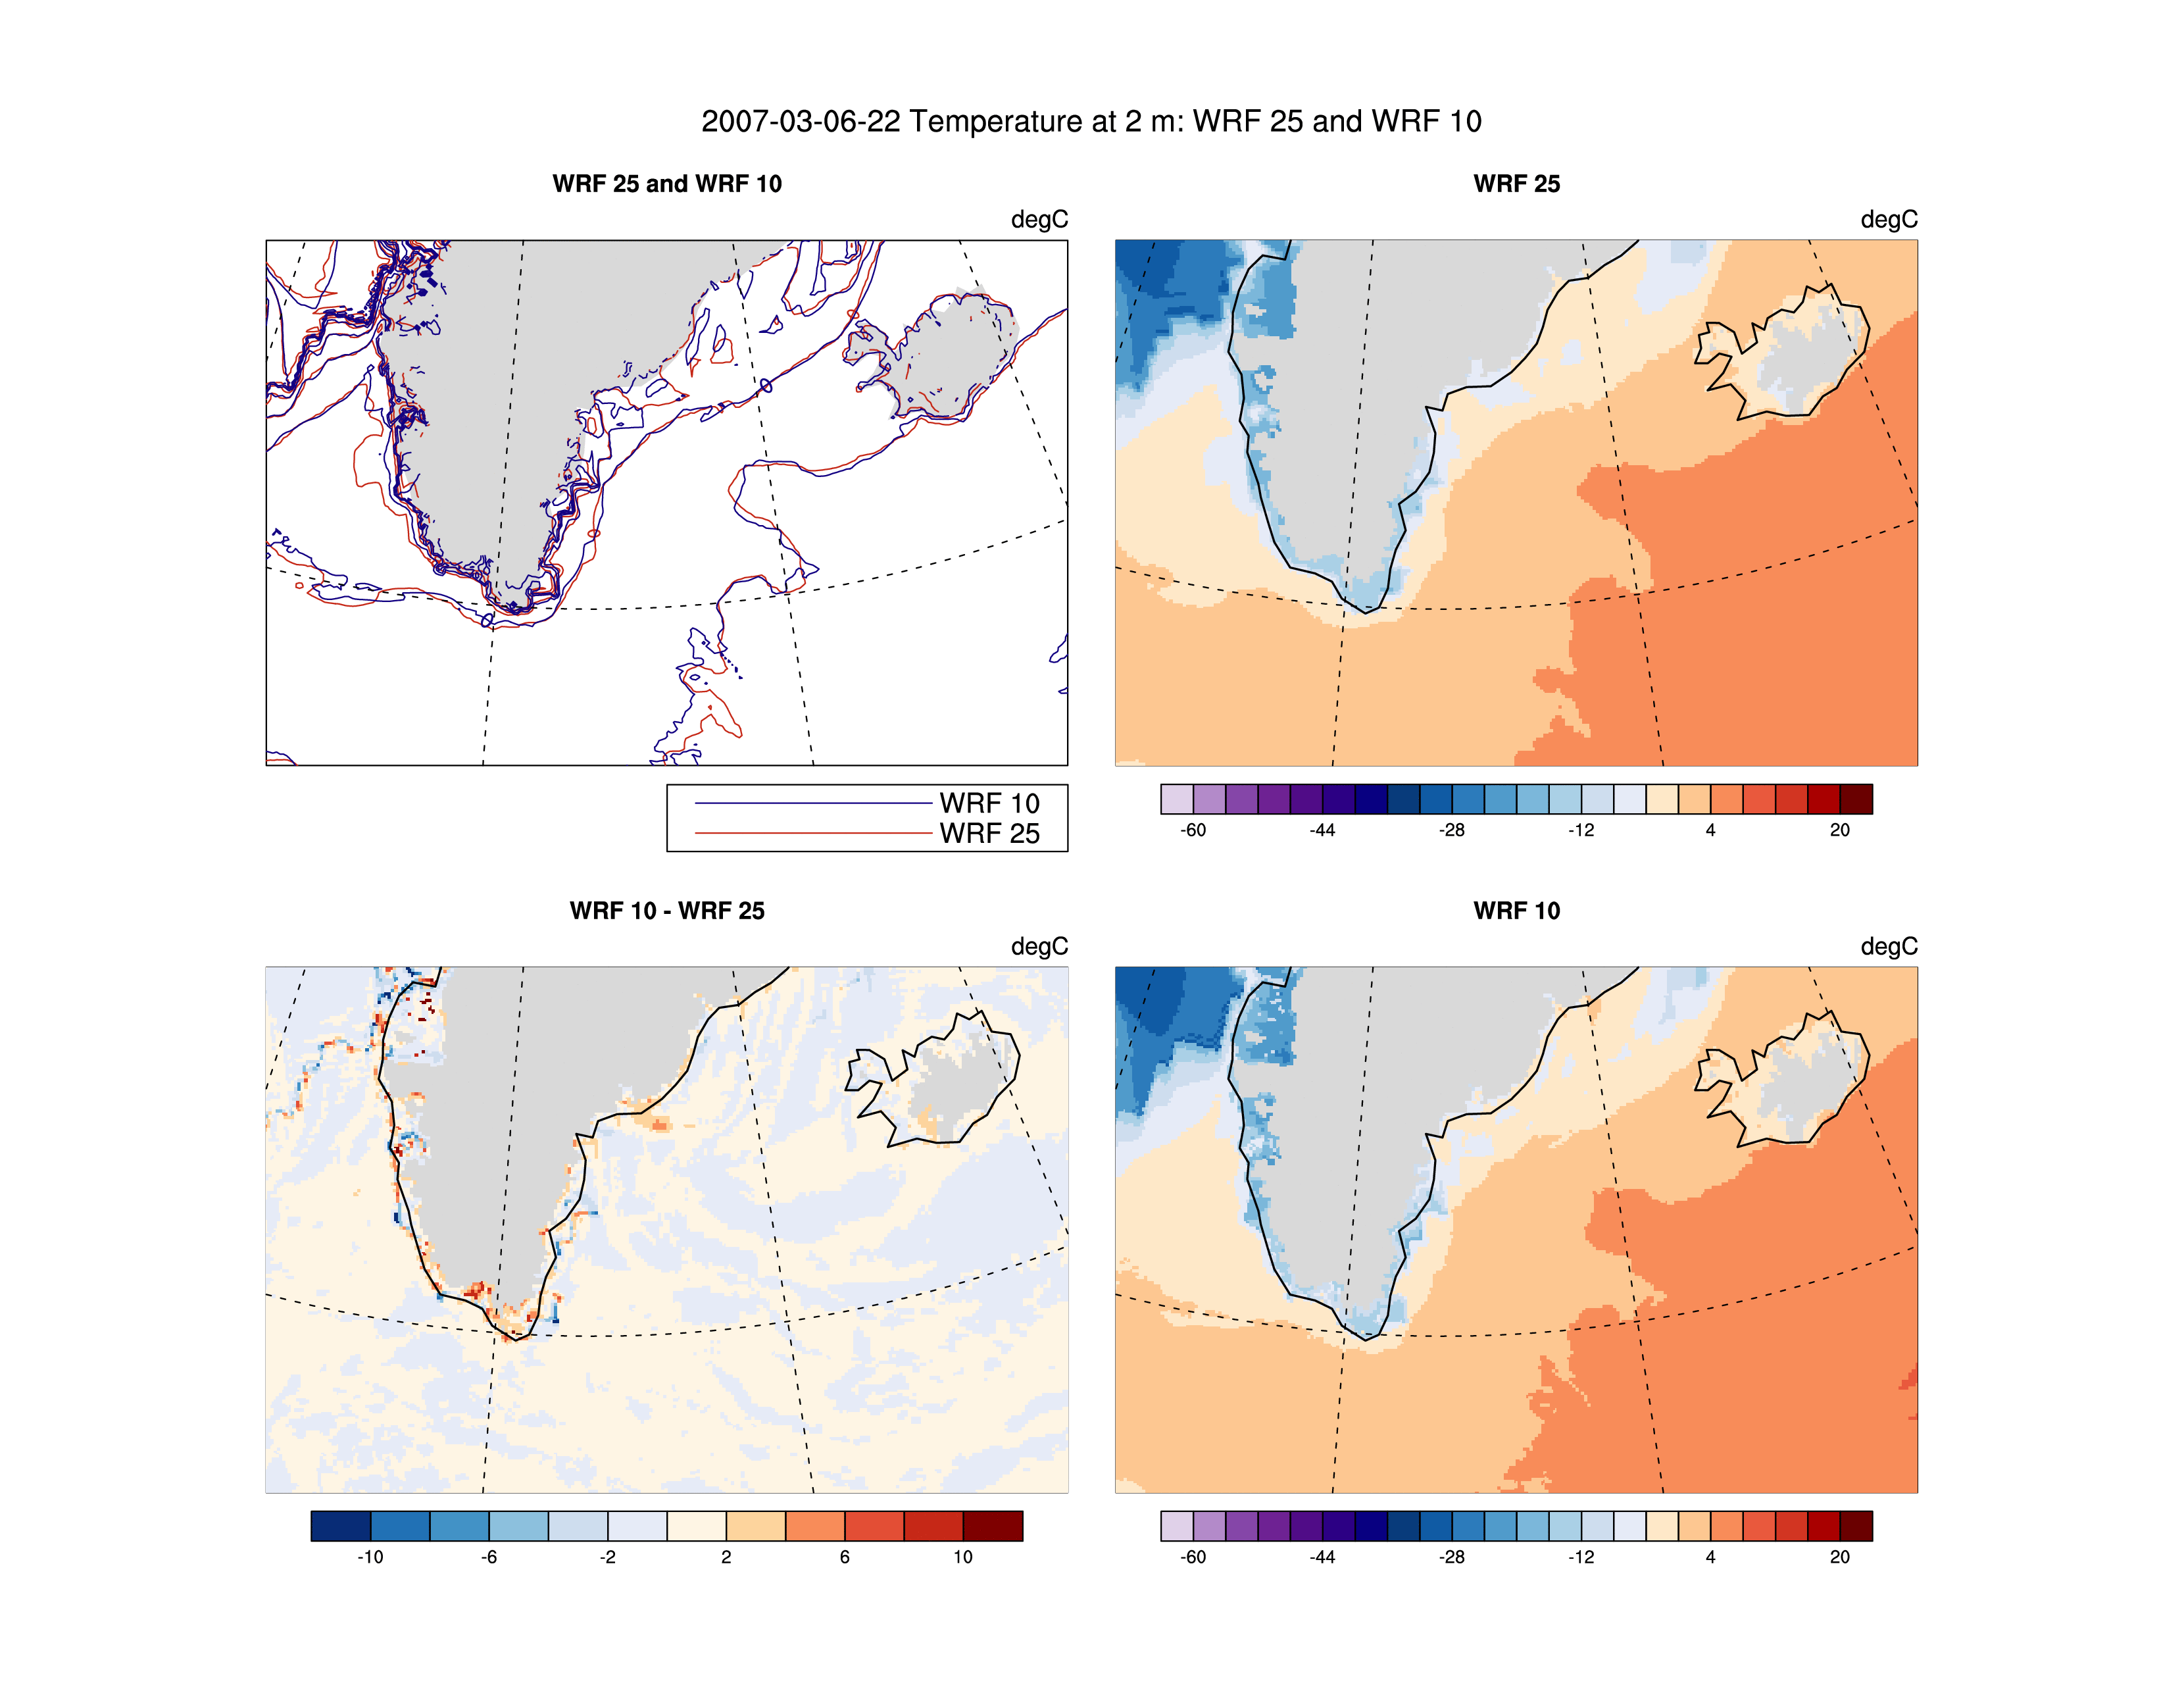 2007-03-06-22 Temperature at 2 m: WRF 25 and WRF 10
WRF 25 and WRF 10
degC
WRF 10
WRF 25
WRF 25
degC
-60 -44 -28 -12 4 20
WRF 10 - WRF 25
degC
-10 -6 -2 2 6 10
WRF 10
degC
-60 -44 -28 -12 4 20